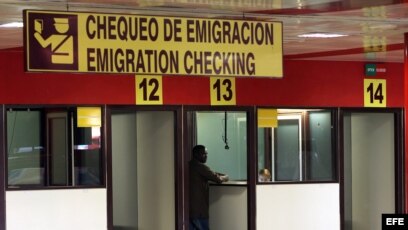 CHEQUEO DE EMIGRACION
EMIGRATION CHECKING
12
13
14
EFE